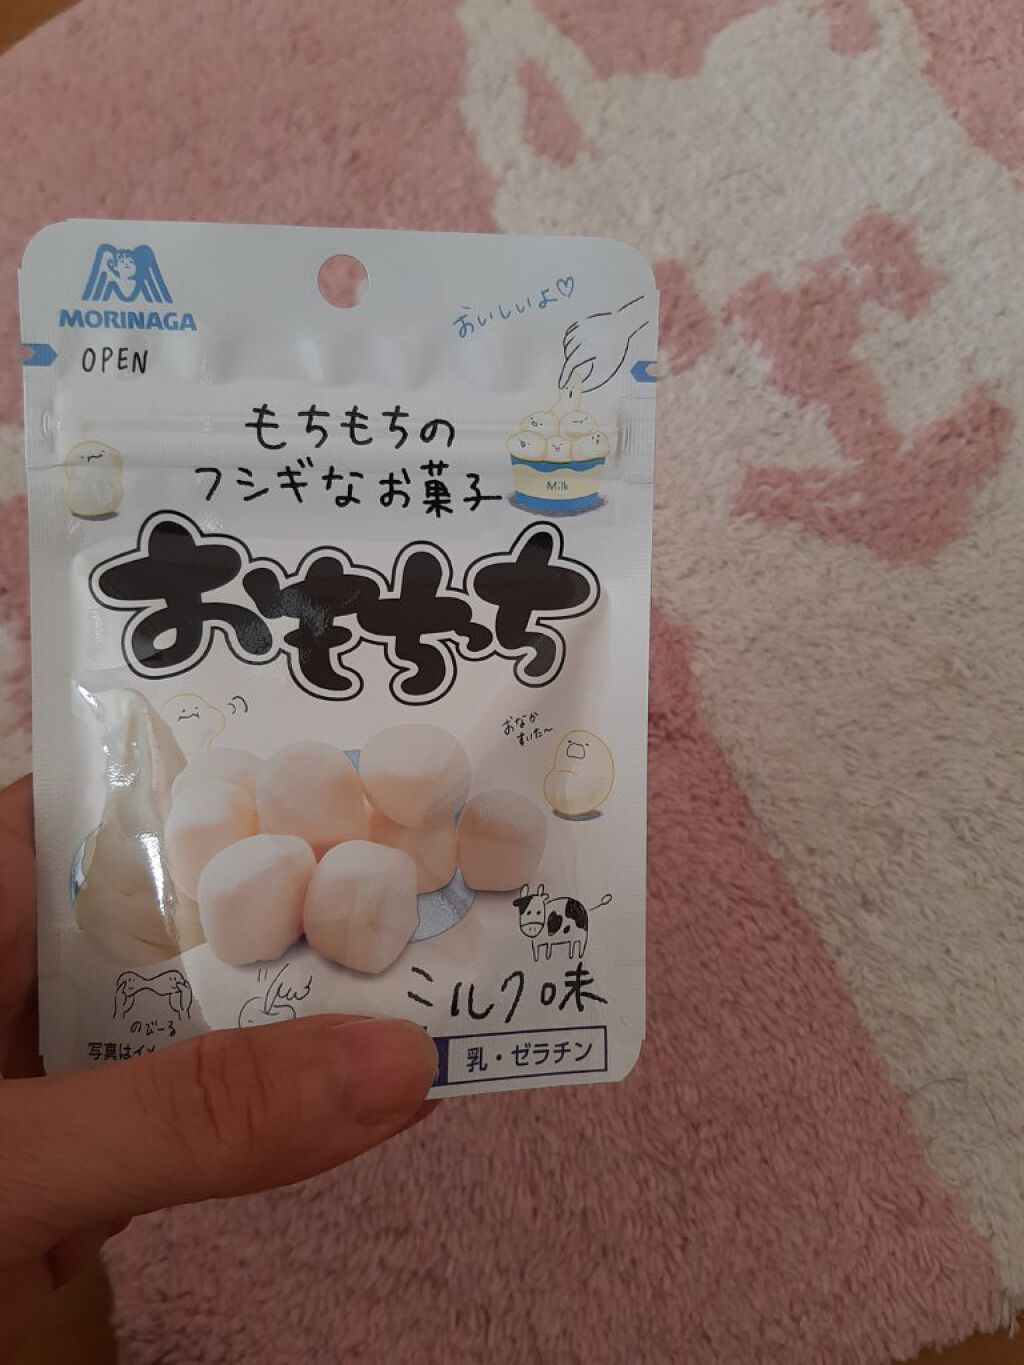 MORINAGA
OPEN
おいしいよ♡
もちもちの
フシギなお菓子
Milk
おもちち
おなか
すいた〜
ミルク味
のびーる
写真はイメ
乳・ゼラチン